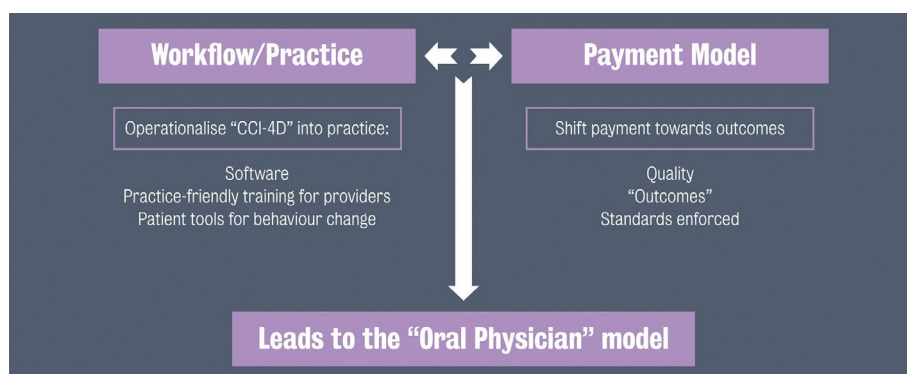 Workflow/Practice
Operationalise “CCI-4D” into practice:
Software
Practice-friendly training for providers
Patient tools for behaviour change
Payment Model
Shift payment towards outcomes
Quality
“Outcomes”
Standards enforced
Leads to the “Oral Physician” model